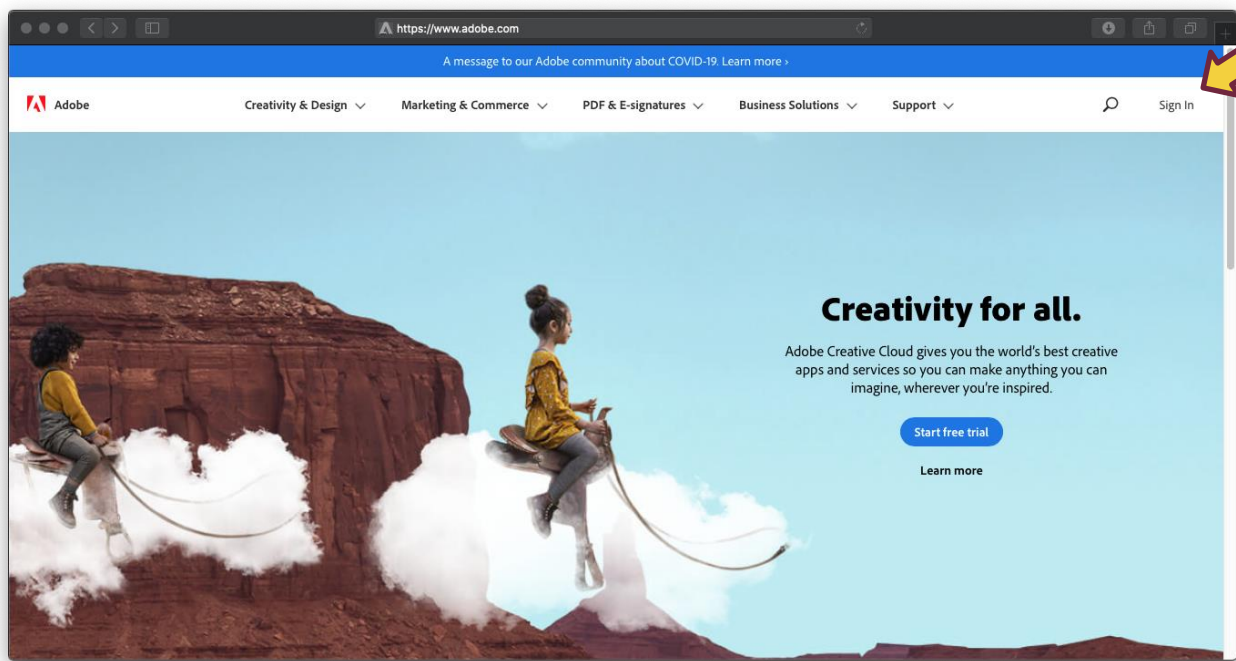 https://www.adobe.com
A message to our Adobe community about COVID-19. Learn more ›
Adobe Creativity & Design Marketing & Commerce PDF & E-signatures Business Solutions Support Sign In
Creativity for all.
Adobe Creative Cloud gives you the world's best creative
apps and services so you can make anything you can
imagine, wherever you're inspired.
Start free trial
Learn more